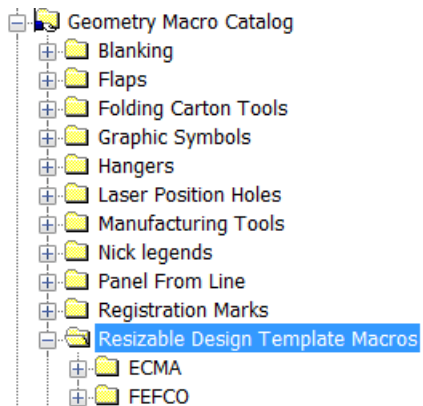 Geometry Macro Catalog
Blanking
Flaps
Folding Carton Tools
Graphic Symbols
Hangers
Laser Position Holes
Manufacturing Tools
Nick legends
Panel From Line
Registration Marks
Resizable Design Template Macros
ECMA
FEFCO